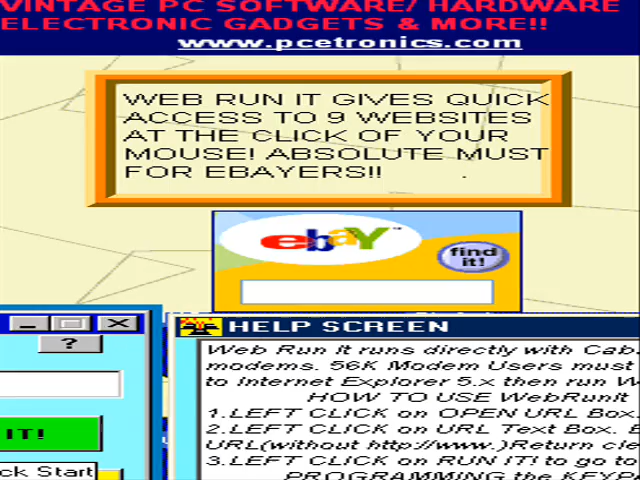 VINTAGE PC SOFTWARE/ HARDWARE
ELECTRONIC GADGETS & MORE!!
www.pcetronics.com
WEB RUN IT GIVES QUICK
ACCESS TO 9 WEBSITES
AT THE CLICK OF YOUR
MOUSE! ABSOLUTE MUST
FOR EBAYERS!! .
ebaY™
find
it!
HELP SCREEN
?
Web Run It runs directly with Cab
modems. 56K Modem Users must
to Internet Explorer 5.x then run W
HOW TO USE WebRunIt
1.LEFT CLICK on OPEN URL Box.
2.LEFT CLICK on URL Text Box. E
URL(without http://www.)Return cle
3.LEFT CLICK on RUN IT! to go to
PROGRAMMING the KEYP
IT!
ck Start